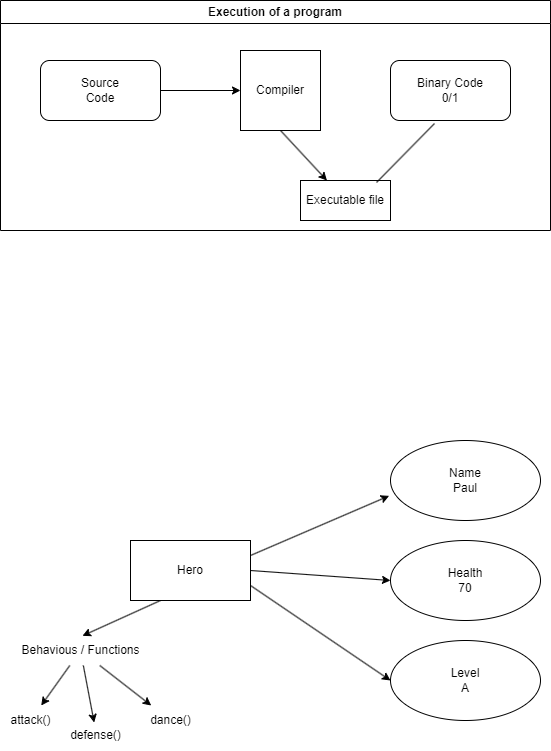 Execution of a program
Source
Code
Compiler
Binary Code
0/1
Executable file
Name
Paul
Hero
Health
70
Behavious / Functions
Level
A
attack()
defense()
dance()